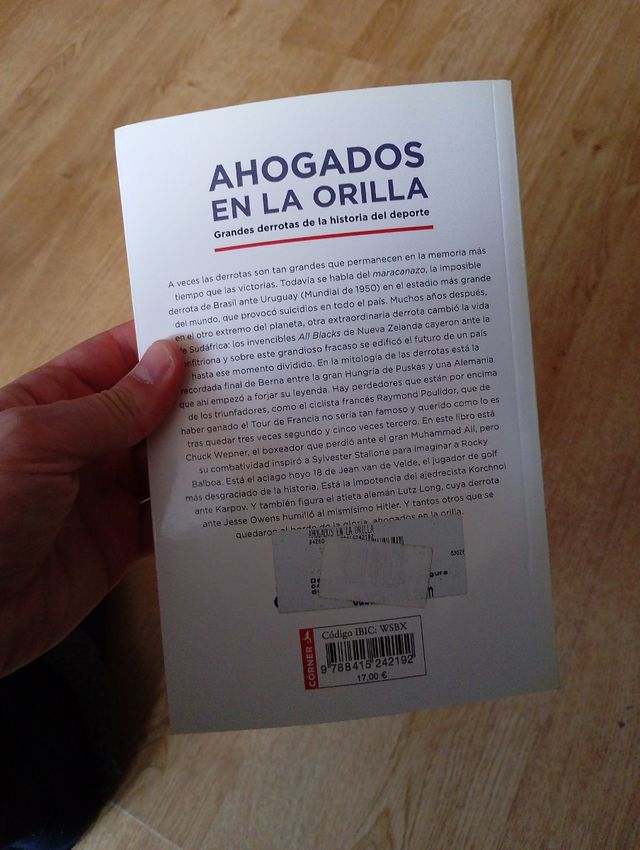 AHOGADOS
EN LA ORILLA
Grandes derrotas de la historia del deporte
A veces las derrotas son tan grandes que permanecen en la memoria más
tiempo que las victorias. Todavía se habla del maracanazo, la imposible
derrota de Brasil ante Uruguay (Mundial de 1950) en el estadio más grande
del mundo, que provocó suicidios en todo el país. Muchos años después,
en el otro extremo del planeta, otra extraordinaria derrota cambió la vida
de Sudáfrica: los invencibles All Blacks de Nueva Zelanda cayeron ante la
anfitriona y sobre este grandioso fracaso se edificó el futuro de un país
hasta ese momento dividido. En la mitología de las derrotas está la
recordada final de Berna entre la gran Hungría de Puskas y una Alemania
que ahí empezó a forjar su leyenda. Hay perdedores que están por encima
de los triunfadores, como el ciclista francés Raymond Poulidor, que de
haber ganado el Tour de Francia no sería tan famoso y querido como lo es
tras quedar tres veces segundo y cinco veces tercero. En este libro está
Chuck Wepner, el boxeador que perdió ante el gran Muhammad Ali, pero
su combatividad inspiró a Sylvester Stallone para imaginar a Rocky
Balboa. Está el aciago hoyo 18 de Jean van de Velde, el jugador de golf
más desgraciado de la historia. Está la impotencia del ajedrecista Korchnoi
ante Karpov. Y también figura el atleta alemán Lutz Long, cuya derrota
ante Jesse Owens humilló al mismísimo Hitler. Y tantos otros que se
quedaron al borde de la gloria, ahogados en la orilla.
AHOGADOS EN LA ORILLA
CÓRNER
Código IBIC: WSBX
9 788415 242192
17,00 €